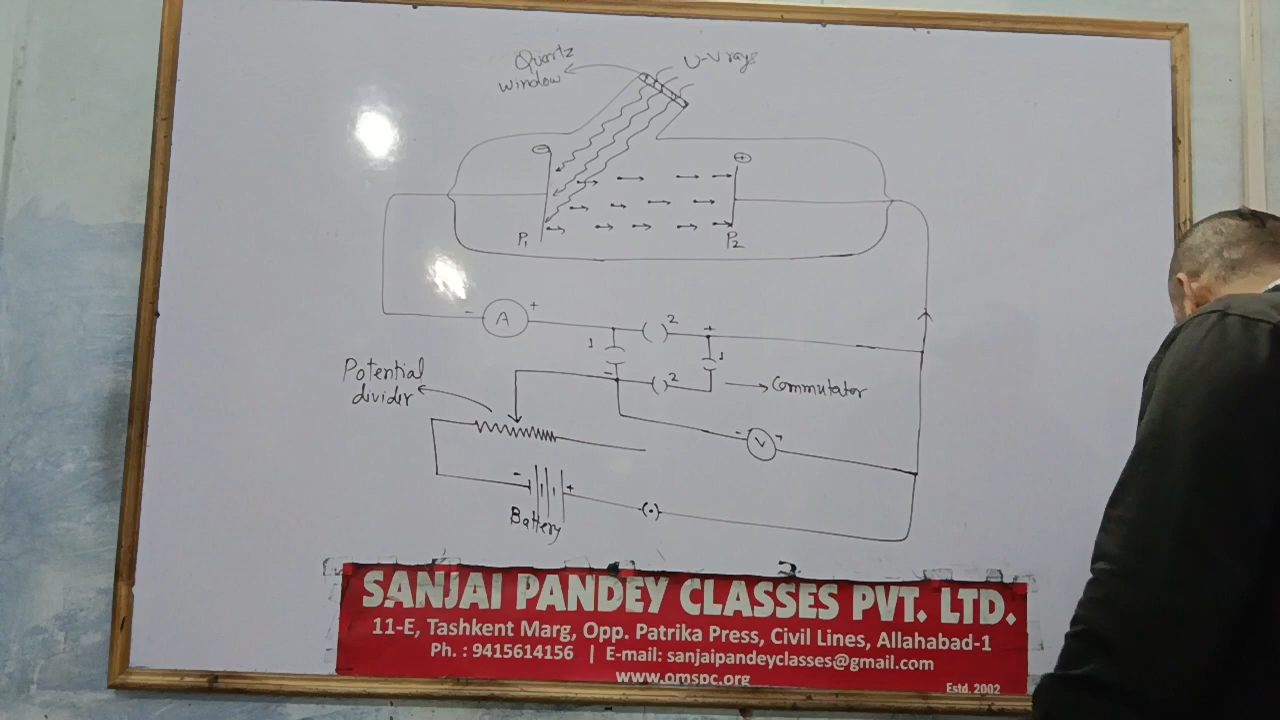 Quartz
window
U-V rays
⊖
⊕
P₁
P₂
- A +
2
+
1
1
- 2
Commutator
Potential
divider
- V +
- +
Battery
SANJAI PANDEY CLASSES PVT. LTD.
11-E, Tashkent Marg, Opp. Patrika Press, Civil Lines, Allahabad-1
Ph. : 9415614156 | E-mail: sanjaipandeyclasses@gmail.com
www.omspc.org
Estd. 2002